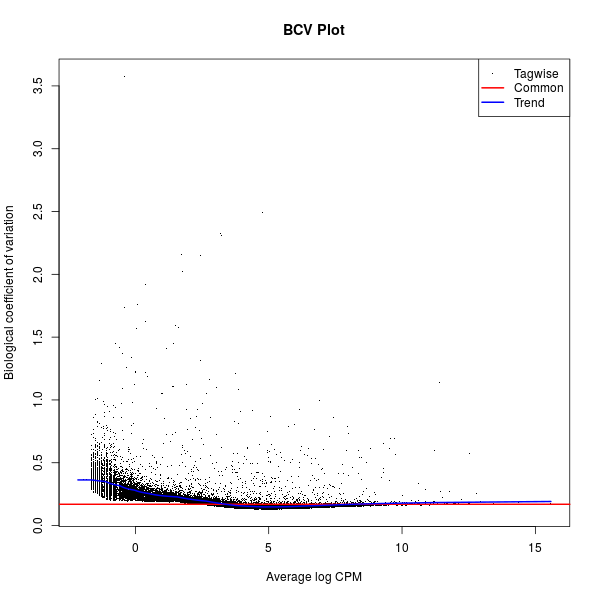 BCV Plot
Tagwise
Common
Trend
3.5
3.0
2.5
2.0
1.5
1.0
0.5
0.0
Biological coefficient of variation
0 5 10 15
Average log CPM